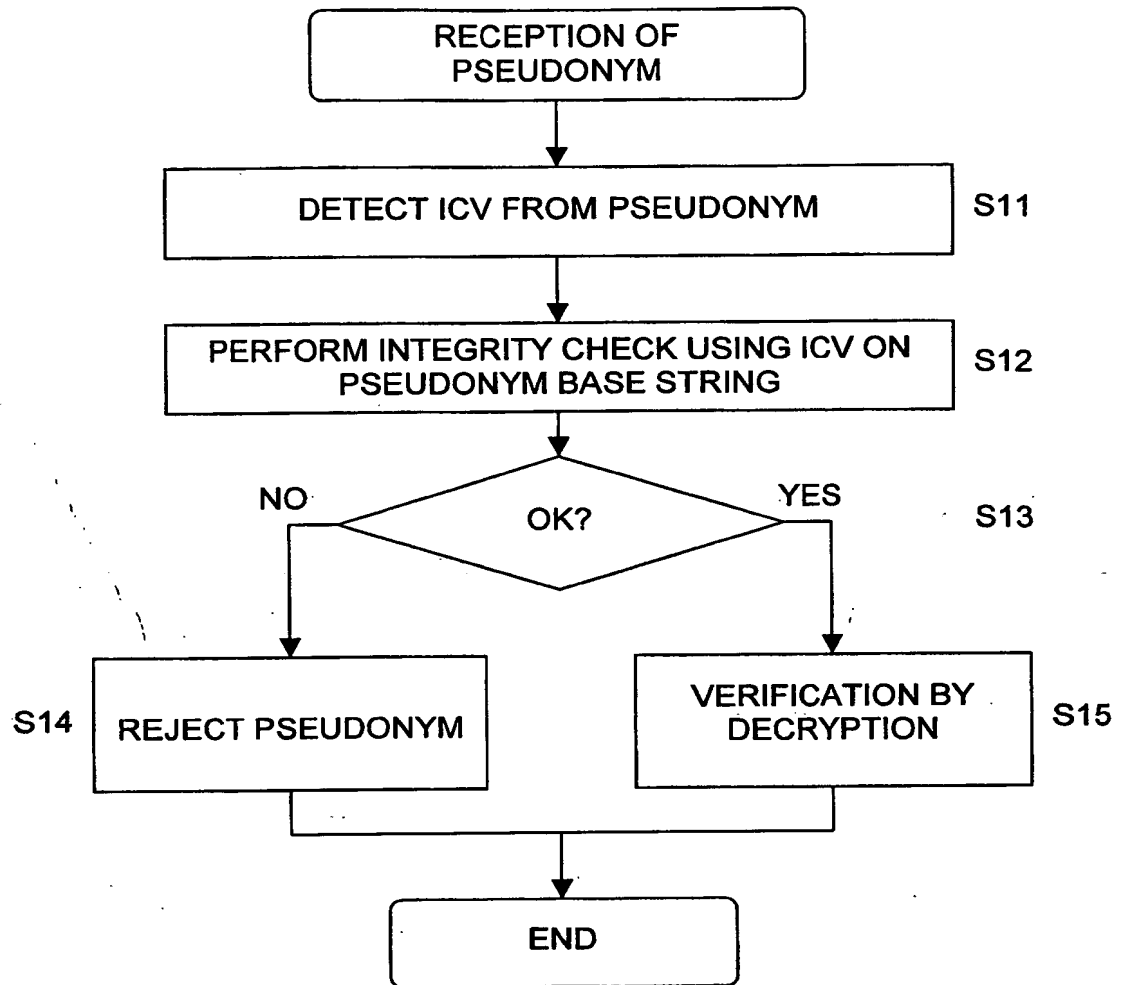 RECEPTION OF
PSEUDONYM
DETECT ICV FROM PSEUDONYM
S11
PERFORM INTEGRITY CHECK USING ICV ON
PSEUDONYM BASE STRING
S12
NO
YES
OK?
S13
S14
REJECT PSEUDONYM
VERIFICATION BY
DECRYPTION
S15
END